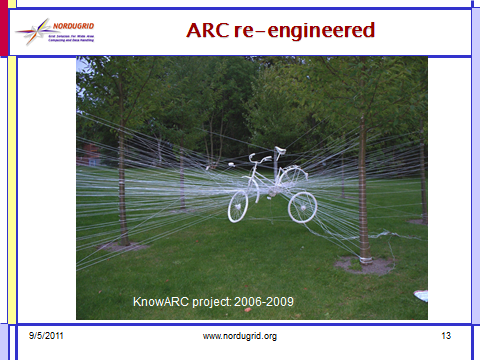 NORDUGRID
Grid Solution for Wide Area
Computing and Data Handling
ARC re-engineered
KnowARC project: 2006-2009
9/5/2011
www.nordugrid.org
13